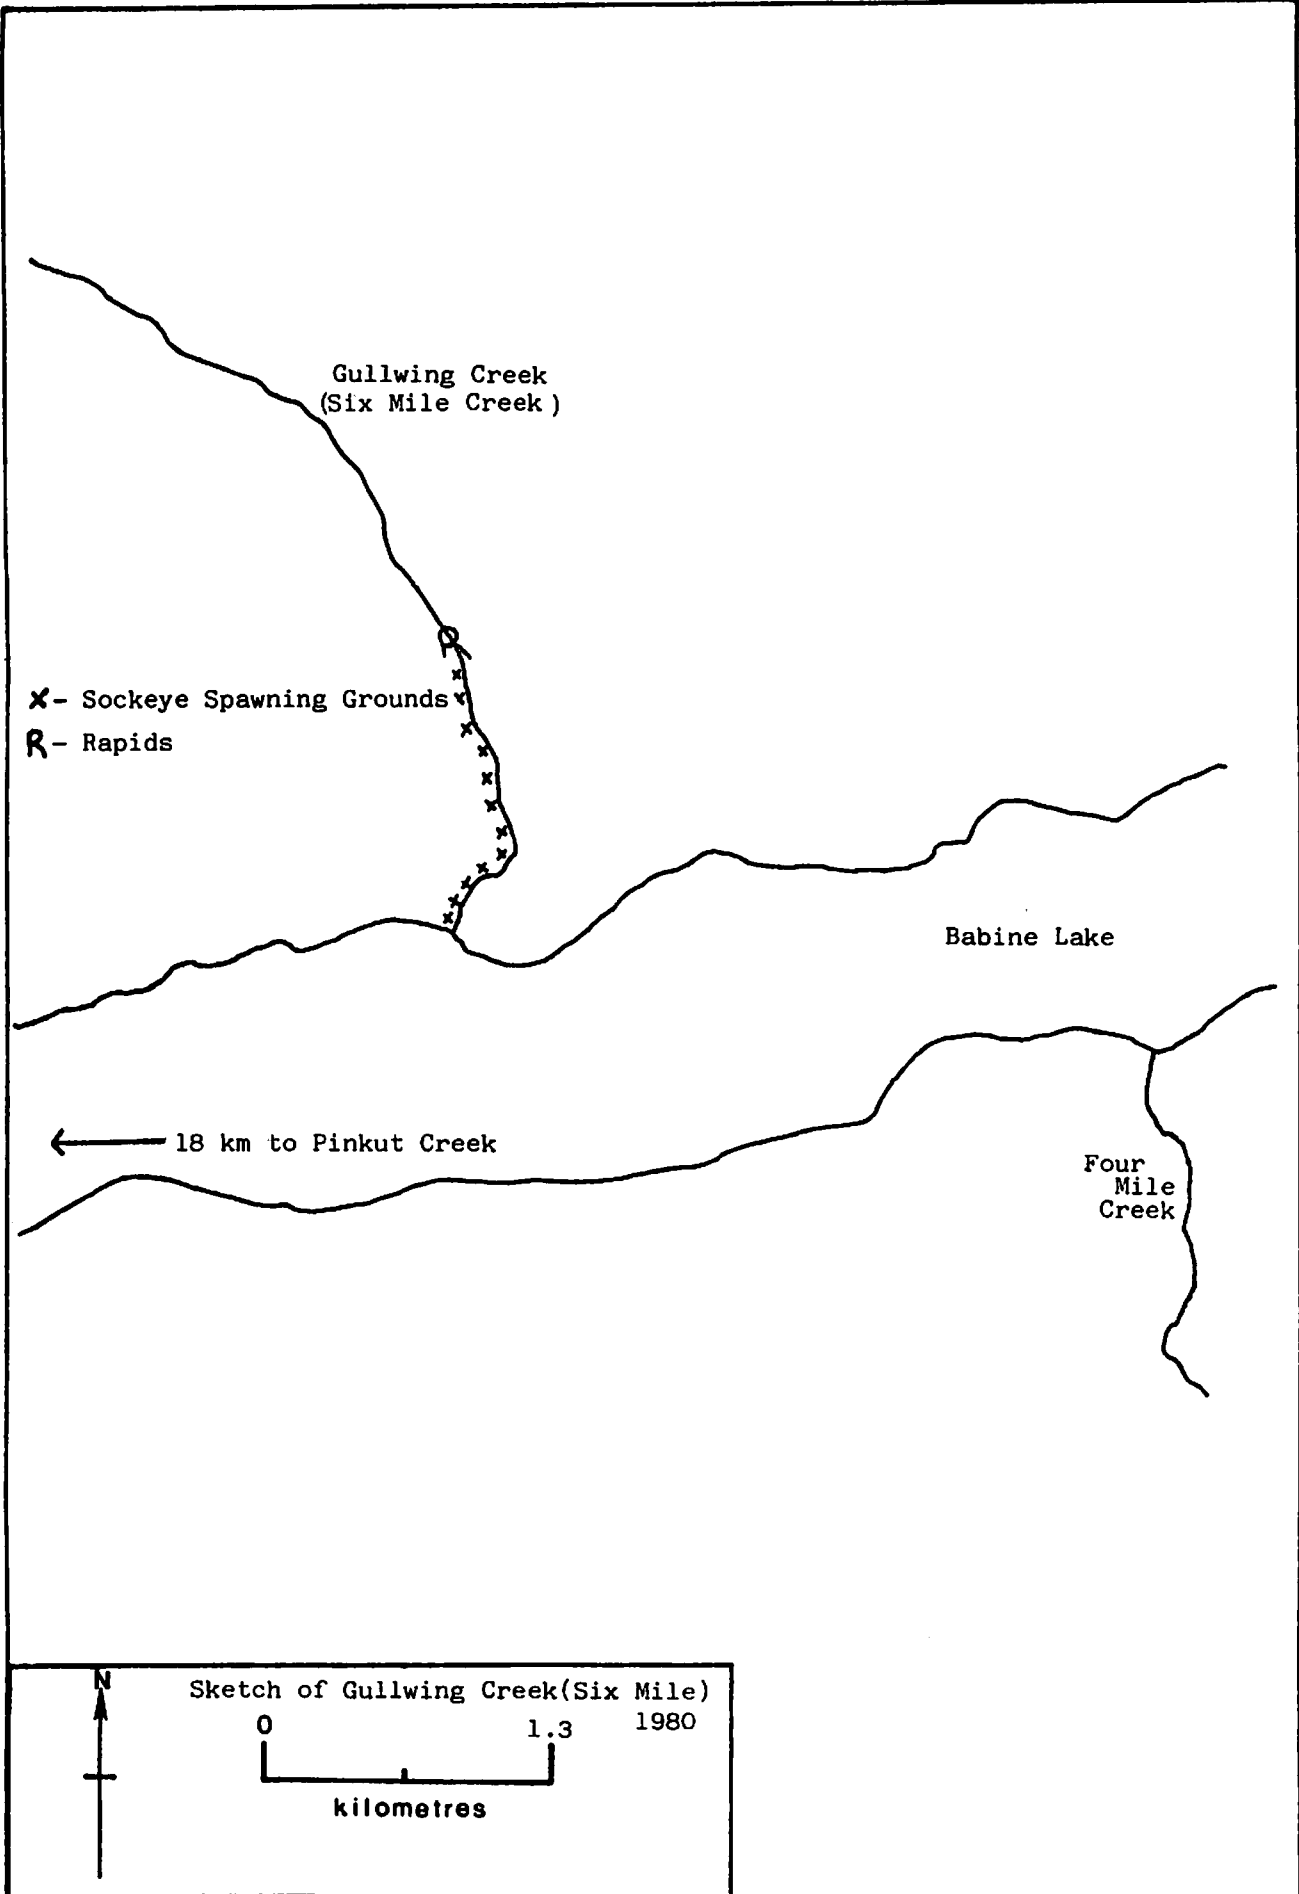 Gullwing Creek
(Six Mile Creek)
R
x
x
x- Sockeye Spawning Grounds
R- Rapids
x
x
x
x
x
x
x
x
x
x
Babine Lake
18 km to Pinkut Creek
Four
Mile
Creek
N
Sketch of Gullwing Creek(Six Mile)
1980
0
1.3
kilometres